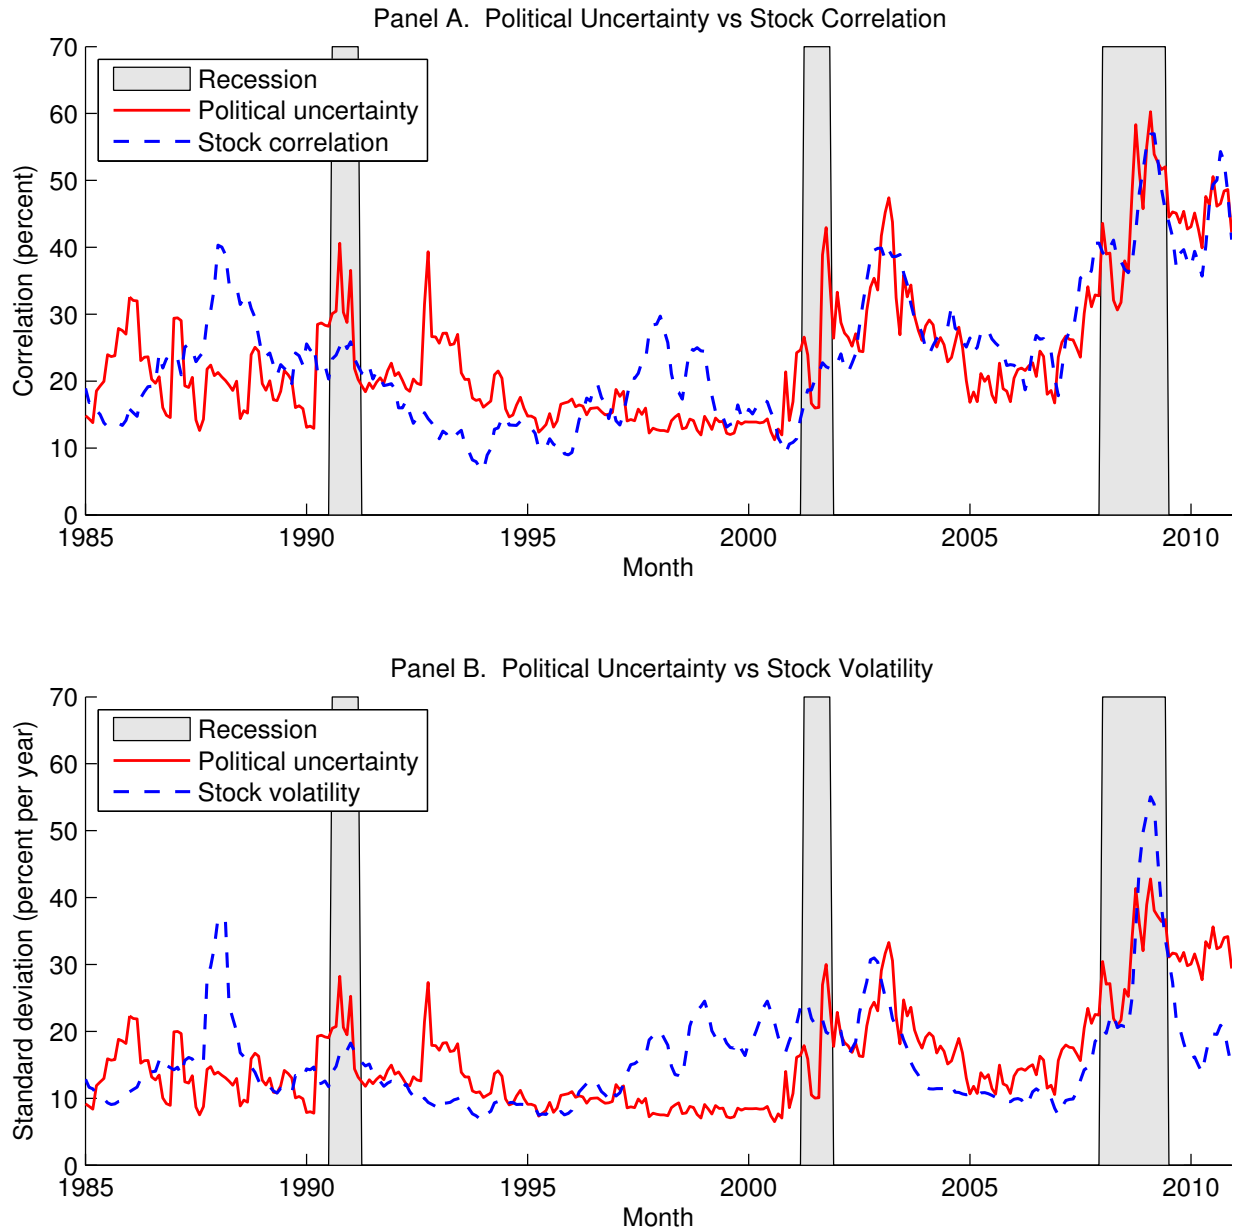 Panel A.  Political Uncertainty vs Stock Correlation
70
60
50
40
30
20
10
0
Correlation (percent)
Recession
Political uncertainty
Stock correlation
1985 1990 1995 2000 2005 2010
Month
Panel B.  Political Uncertainty vs Stock Volatility
70
60
50
40
30
20
10
0
Standard deviation (percent per year)
Recession
Political uncertainty
Stock volatility
1985 1990 1995 2000 2005 2010
Month